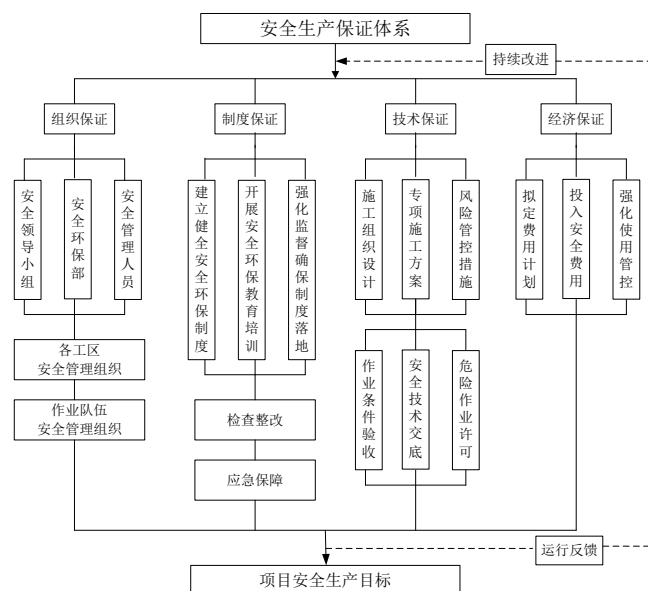 安全生产保证体系
持续改进
组织保证
制度保证
技术保证
经济保证
安全领导小组
安全环保部
安全管理人员
建立健全安全环保制度
开展安全环保教育培训
强化监督确保制度落地
施工组织设计
专项施工方案
风险管控措施
拟定费用计划
投入安全费用
强化使用管控
各工区
安全管理组织
作业队伍
安全管理组织
检查整改
应急保障
作业条件验收
安全技术交底
危险作业许可
运行反馈
项目安全生产目标